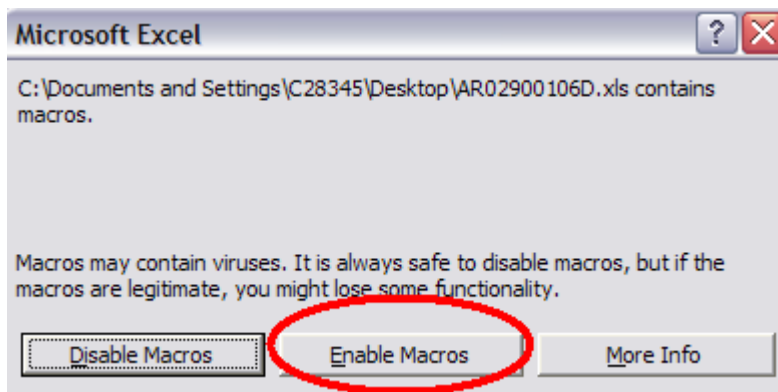 Microsoft Excel
?
C:\Documents and Settings\C28345\Desktop\AR02900106D.xls contains
macros.
Macros may contain viruses. It is always safe to disable macros, but if the
macros are legitimate, you might lose some functionality.
Disable Macros Enable Macros More Info